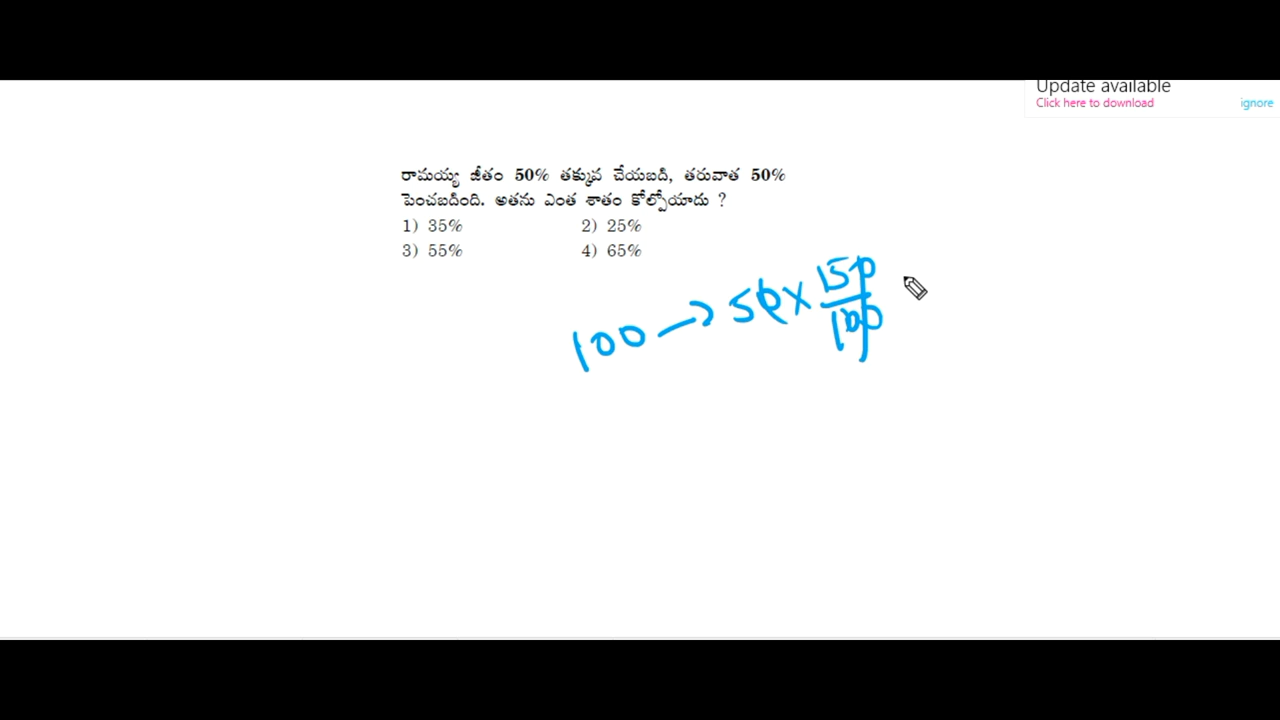 Update available
Click here to download ignore
రామయ్య జీతం 50% తక్కువ చేయబడి, తరువాత 50%
పెంచబడింది. అతను ఎంత శాతం కోల్పోయాడు ?
1) 35% 2) 25%
3) 55% 4) 65%
100 → 50 × 150/100